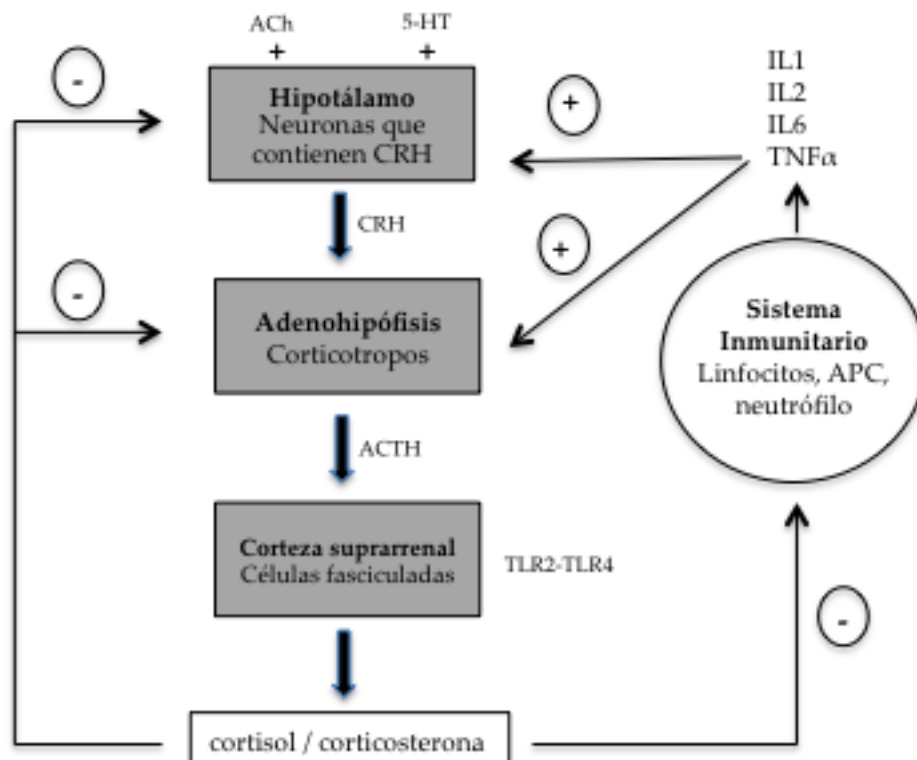 ACh
5-HT
+
+
-
Hipotálamo
Neuronas que
contienen CRH
+
IL1
IL2
IL6
TNFα
CRH
+
-
Adenohipófisis
Corticotropos
Sistema
Inmunitario
Linfocitos, APC,
neutrófilo
ACTH
Corteza suprarrenal
Células fasciculadas
TLR2-TLR4
-
cortisol / corticosterona